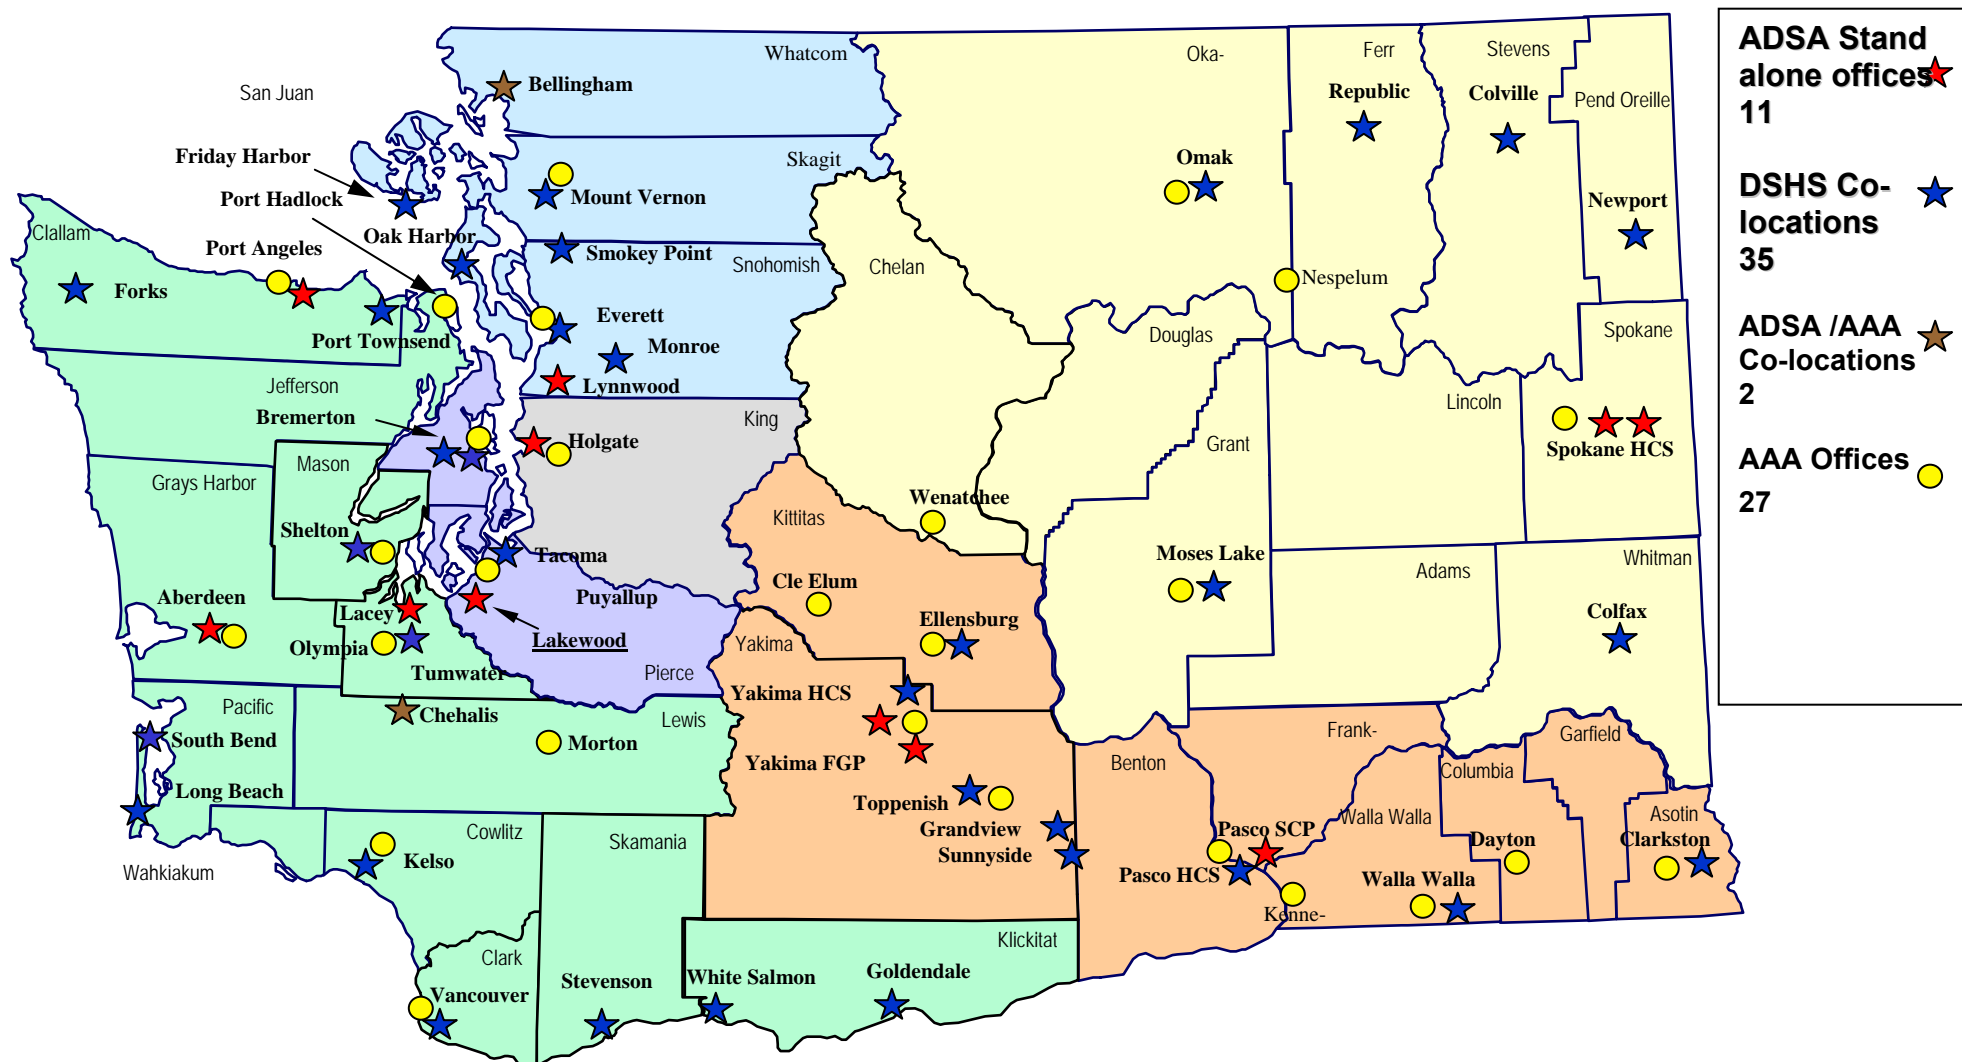 Whatcom
Oka-
Ferr
Stevens
San Juan
Bellingham
Republic
Colville
Pend Oreille
Friday Harbor
Skagit
Omak
Port Hadlock
Mount Vernon
Newport
Clallam
Port Angeles
Oak Harbor
Smokey Point
Snohomish
Chelan
Nespelum
Forks
Port Townsend
Everett
Monroe
Douglas
Spokane
Jefferson
Lynnwood
Bremerton
King
Lincoln
Holgate
Grant
Spokane HCS
Mason
Grays Harbor
Wenatchee
Kittitas
Shelton
Tacoma
Moses Lake
Whitman
Adams
Cle Elum
Aberdeen
Puyallup
Lacey
Colfax
Olympia
Lakewood
Ellensburg
Yakima
Tumwater
Pierce
Yakima HCS
Pacific
Chehalis
Lewis
South Bend
Morton
Frank-
Garfield
Yakima FGP
Benton
Columbia
Long Beach
Toppenish
Grandview
Sunnyside
Walla Walla
Asotin
Cowlitz
Skamania
Pasco SCP
Dayton
Clarkston
Wahkiakum
Kelso
Pasco HCS
Walla Walla
Kenne-
Clark
Klickitat
Vancouver
Stevenson
White Salmon
Goldendale
ADSA Stand
alone offices
11
DSHS Co-
locations
35
ADSA /AAA
Co-locations
2
AAA Offices
27